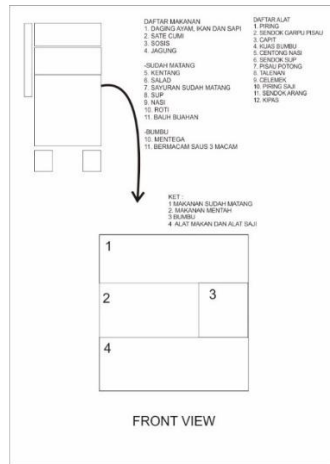 DAFTAR MAKANAN
1. DAGING AYAM, IKAN DAN SAPI
2. SATE CUMI
3. SOSIS
4. JAGUNG
-SUDAH MATANG
5. KENTANG
6. SALAD
7. SAYURAN SUDAH MATANG
8. SUP
9. NASI
10. ROTI
11. BAUH BUAHAN
-BUMBU
10. MENTEGA
11. BERMACAM SAUS 3 MACAM
DAFTAR ALAT
1. PIRING
2. SENDOK GARPU PISAU
3. CAPIT
4. KUAS BUMBU
5. CENTONG NASI
6. SENDOK SUP
7. PISAU POTONG
8. TALENAN
9. CELEMEK
10. PIRING SAJI
11. SENDOK ARANG
12. KIPAS
KET :
1 MAKANAN SUDAH MATANG
2. MAKANAN MENTAH
3 BUMBU
4 ALAT MAKAN DAN ALAT SAJI
1
2
3
4
FRONT VIEW